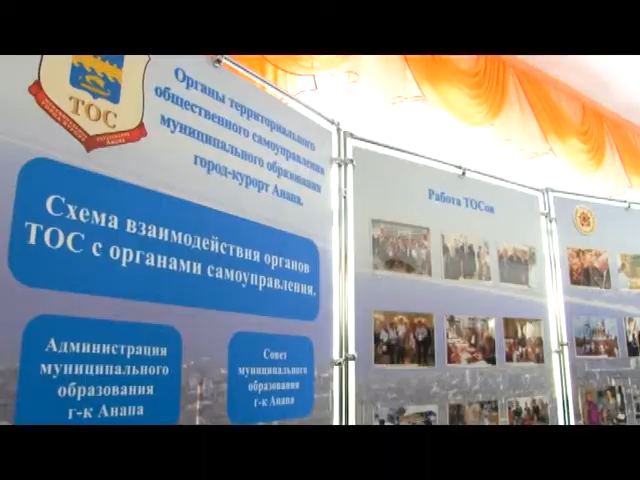 ТОС
Органы территориального
общественного самоуправления
муниципального образования
город-курорт Анапа.
Схема взаимодействия органов
ТОС с органами самоуправления.
Администрация
муниципального
образования
г-к Анапа
Совет
муниципального
образования
г-к Анапа
Работа ТОСов